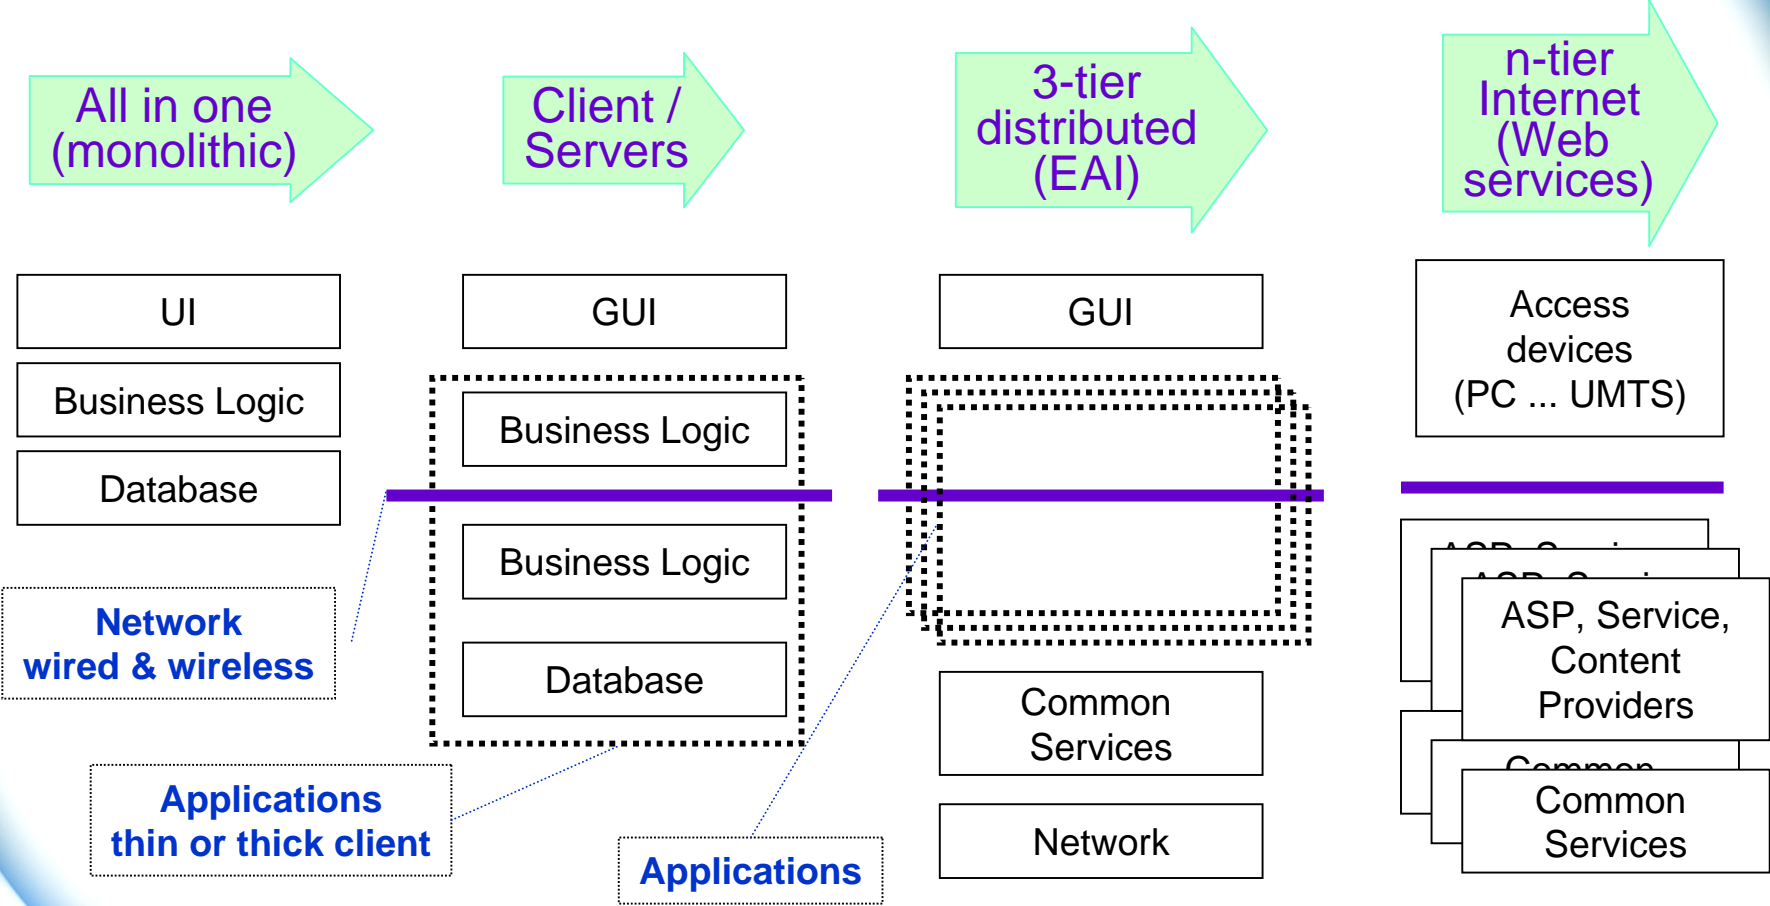 All in one
(monolithic)
Client /
Servers
3-tier
distributed
(EAI)
n-tier
Internet
(Web
services)
UI
Business Logic
Database
Network
wired & wireless
GUI
Business Logic
Business Logic
Database
Applications
thin or thick client
GUI
Common
Services
Network
Applications
Access
devices
(PC ... UMTS)
ASP, Service,
Content
Providers
Common
Common
Services